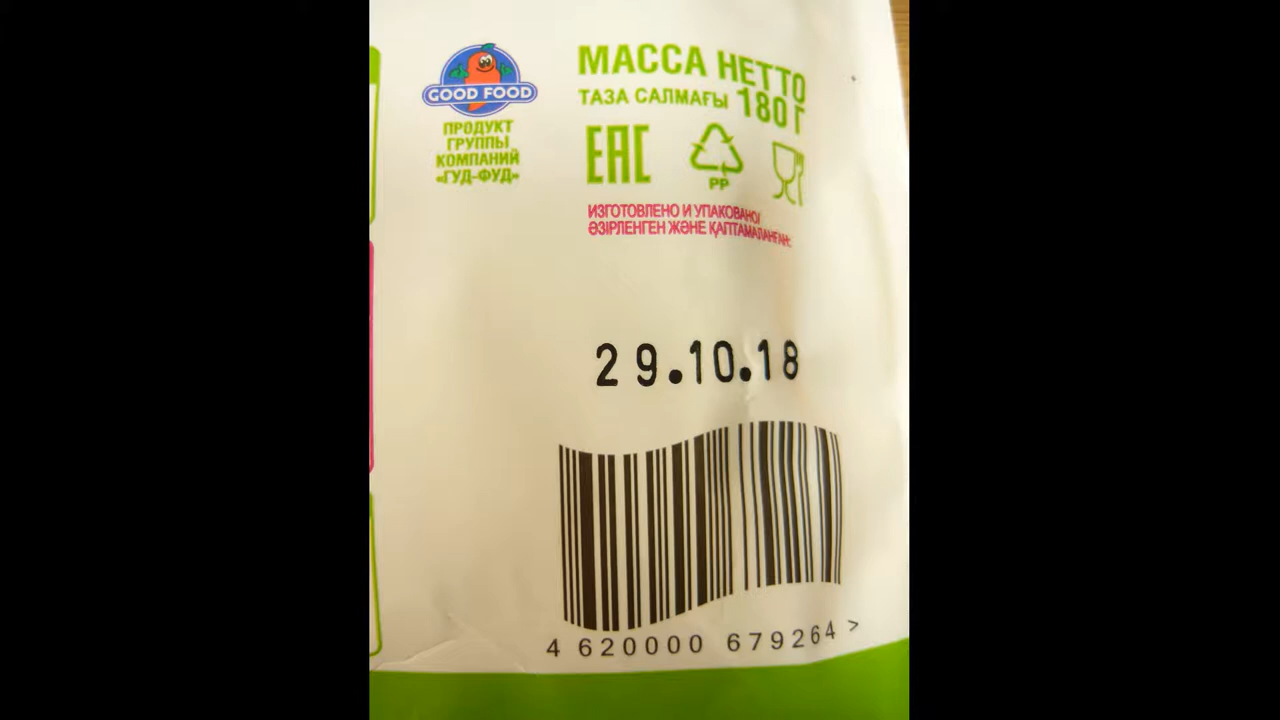 GOOD FOOD
ПРОДУКТ
ГРУППЫ
КОМПАНИЙ
«ГУД-ФУД»
МАССА НЕТТО
ТАЗА САЛМАҒЫ 180 Г
ЕАС
PP
ИЗГОТОВЛЕНО И УПАКОВАНО/
ӘЗІРЛЕНГЕН ЖӘНЕ ҚАПТАМАЛАНҒАН:
29.10.18
4 620000 679264 >